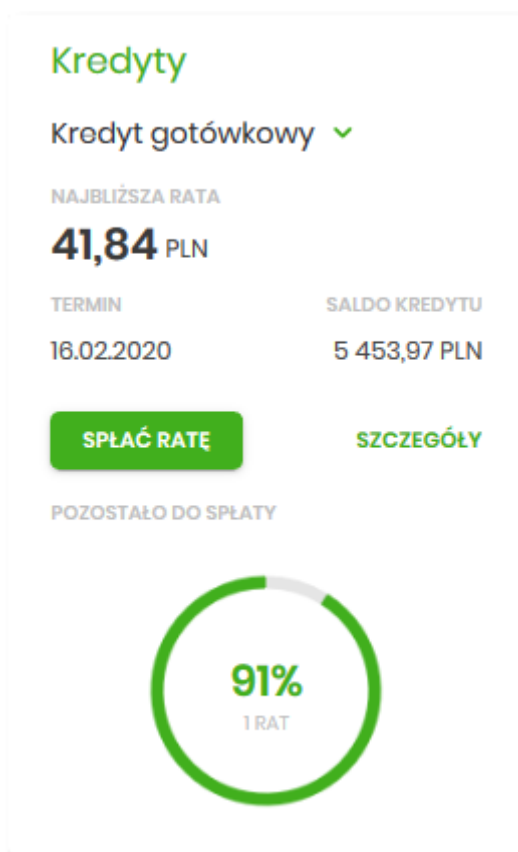 Kredyty
Kredyt gotówkowy
NAJBLIŻSZA RATA
41,84 PLN
TERMIN SALDO KREDYTU
16.02.2020 5 453,97 PLN
SPŁAĆ RATĘ SZCZEGÓŁY
POZOSTAŁO DO SPŁATY
91%
1 RAT